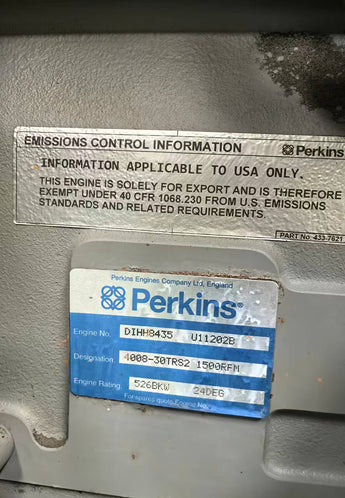 EMISSIONS CONTROL INFORMATION Perkins
INFORMATION APPLICABLE TO USA ONLY.
THIS ENGINE IS SOLELY FOR EXPORT AND IS THEREFORE
EXEMPT UNDER 40 CFR 1068.230 FROM U.S. EMISSIONS
STANDARDS AND RELATED REQUIREMENTS.
PART No 433-7621
Perkins Engines Company Ltd, England
Perkins®
Engine No. DIHH8435 U11202B
Designation 4008-30TRS2 1500RPM
Engine Rating 526BKW 24DEG
For spares quote Engine No.